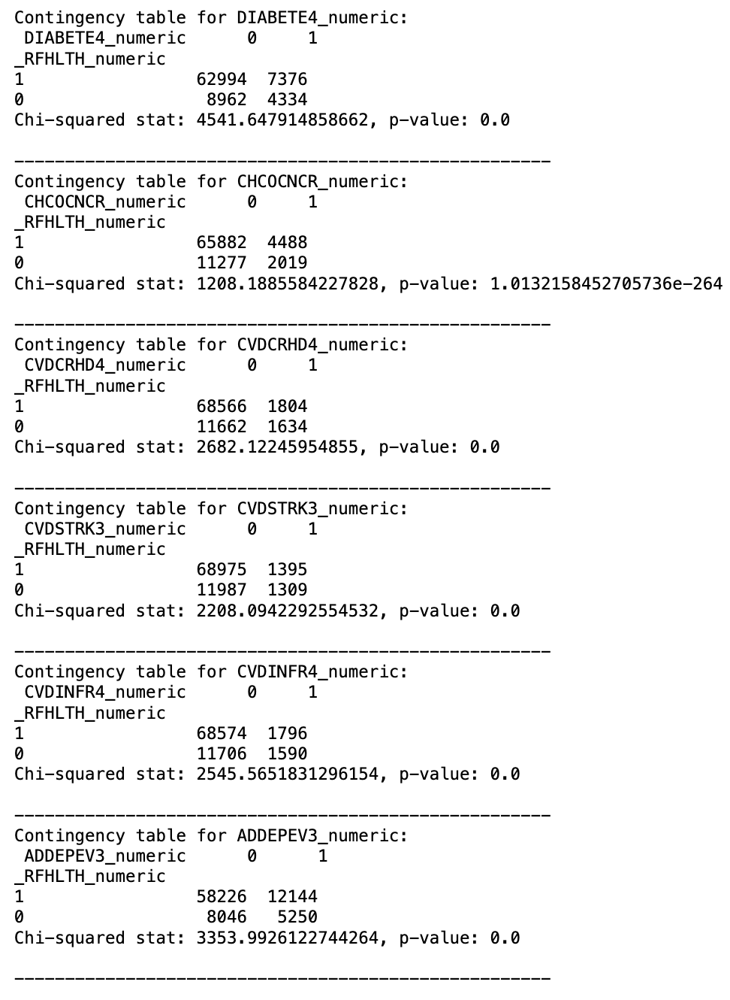 Contingency table for DIABETE4_numeric:
DIABETE4_numeric 0 1
_RFHLTH_numeric
1 62994 7376
0 8962 4334
Chi-squared stat: 4541.647914858662, p-value: 0.0
-----------------------------------------------------
Contingency table for CHCOCNCR_numeric:
CHCOCNCR_numeric 0 1
_RFHLTH_numeric
1 65882 4488
0 11277 2019
Chi-squared stat: 1208.1885584227828, p-value: 1.0132158452705736e-264
-----------------------------------------------------
Contingency table for CVDCRHD4_numeric:
CVDCRHD4_numeric 0 1
_RFHLTH_numeric
1 68566 1804
0 11662 1634
Chi-squared stat: 2682.12245954855, p-value: 0.0
-----------------------------------------------------
Contingency table for CVDSTRK3_numeric:
CVDSTRK3_numeric 0 1
_RFHLTH_numeric
1 68975 1395
0 11987 1309
Chi-squared stat: 2208.0942292554532, p-value: 0.0
-----------------------------------------------------
Contingency table for CVDINFR4_numeric:
CVDINFR4_numeric 0 1
_RFHLTH_numeric
1 68574 1796
0 11706 1590
Chi-squared stat: 2545.5651831296154, p-value: 0.0
-----------------------------------------------------
Contingency table for ADDEPEV3_numeric:
ADDEPEV3_numeric 0 1
_RFHLTH_numeric
1 58226 12144
0 8046 5250
Chi-squared stat: 3353.9926122744264, p-value: 0.0
-----------------------------------------------------